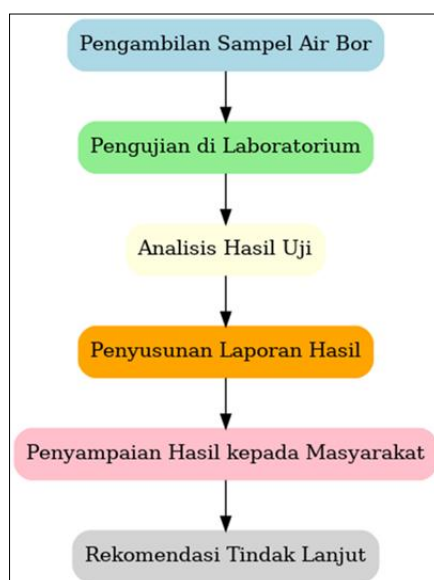 Pengambilan Sampel Air Bor
Pengujian di Laboratorium
Analisis Hasil Uji
Penyusunan Laporan Hasil
Penyampaian Hasil kepada Masyarakat
Rekomendasi Tindak Lanjut